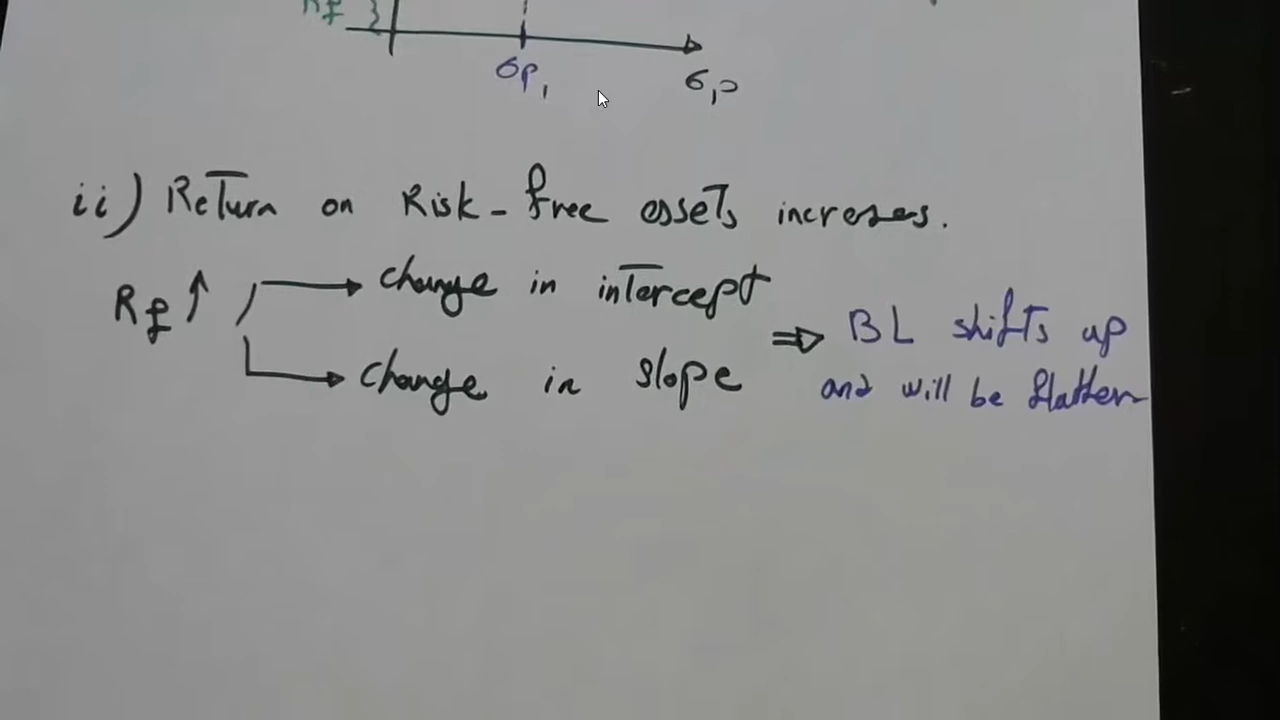 Rf
σp1
σp
ii) Return on Risk-free assets increses.
Rf ↑
change in intercept
change in slope
⇒ BL shifts up
and will be flatter